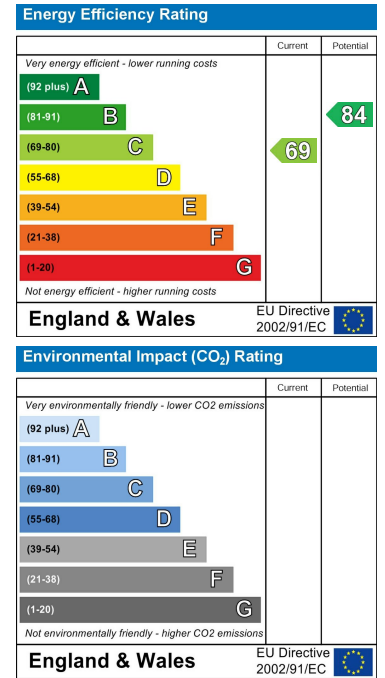 Energy Efficiency Rating
Current Potential
Very energy efficient - lower running costs
(92 plus) A
(81-91) B 84
(69-80) C 69
(55-68) D
(39-54) E
(21-38) F
(1-20) G
Not energy efficient - higher running costs
England & Wales
EU Directive
2002/91/EC
Environmental Impact (CO₂) Rating
Current Potential
Very environmentally friendly - lower CO2 emissions
(92 plus) A
(81-91) B
(69-80) C
(55-68) D
(39-54) E
(21-38) F
(1-20) G
Not environmentally friendly - higher CO2 emissions
England & Wales
EU Directive
2002/91/EC